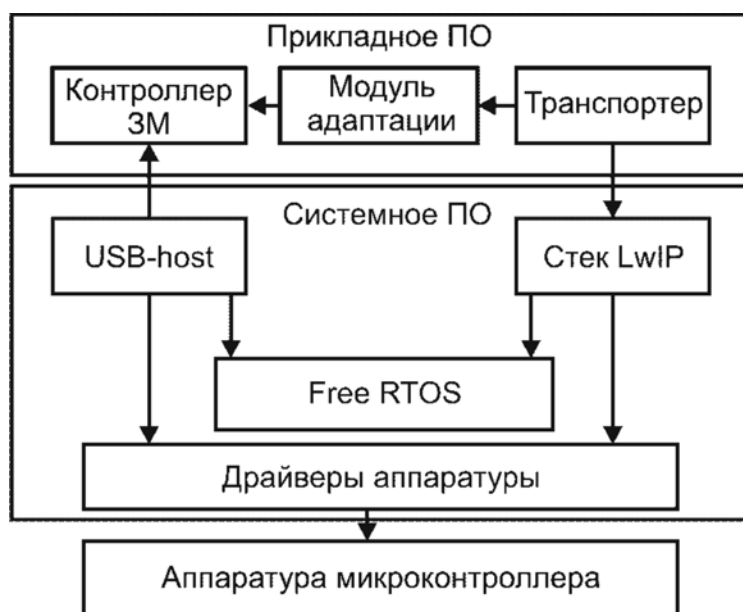 Прикладное ПО
Контроллер
ЗМ
Модуль
адаптации
Транспортер
Системное ПО
USB-host
Стек LwIP
Free RTOS
Драйверы аппаратуры
Аппаратура микроконтроллера